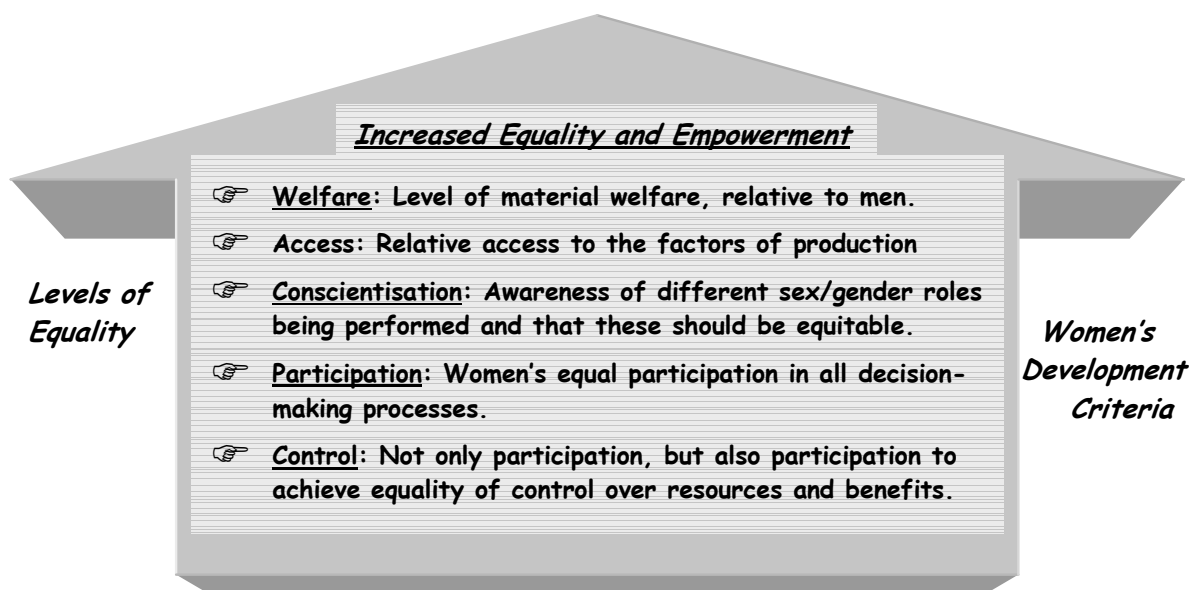 Increased Equality and Empowerment
☞ Welfare: Level of material welfare, relative to men.
☞ Access: Relative access to the factors of production
☞ Conscientisation: Awareness of different sex/gender roles
being performed and that these should be equitable.
☞ Participation: Women's equal participation in all decision-
making processes.
☞ Control: Not only participation, but also participation to
achieve equality of control over resources and benefits.
Levels of
Equality
Women's
Development
Criteria